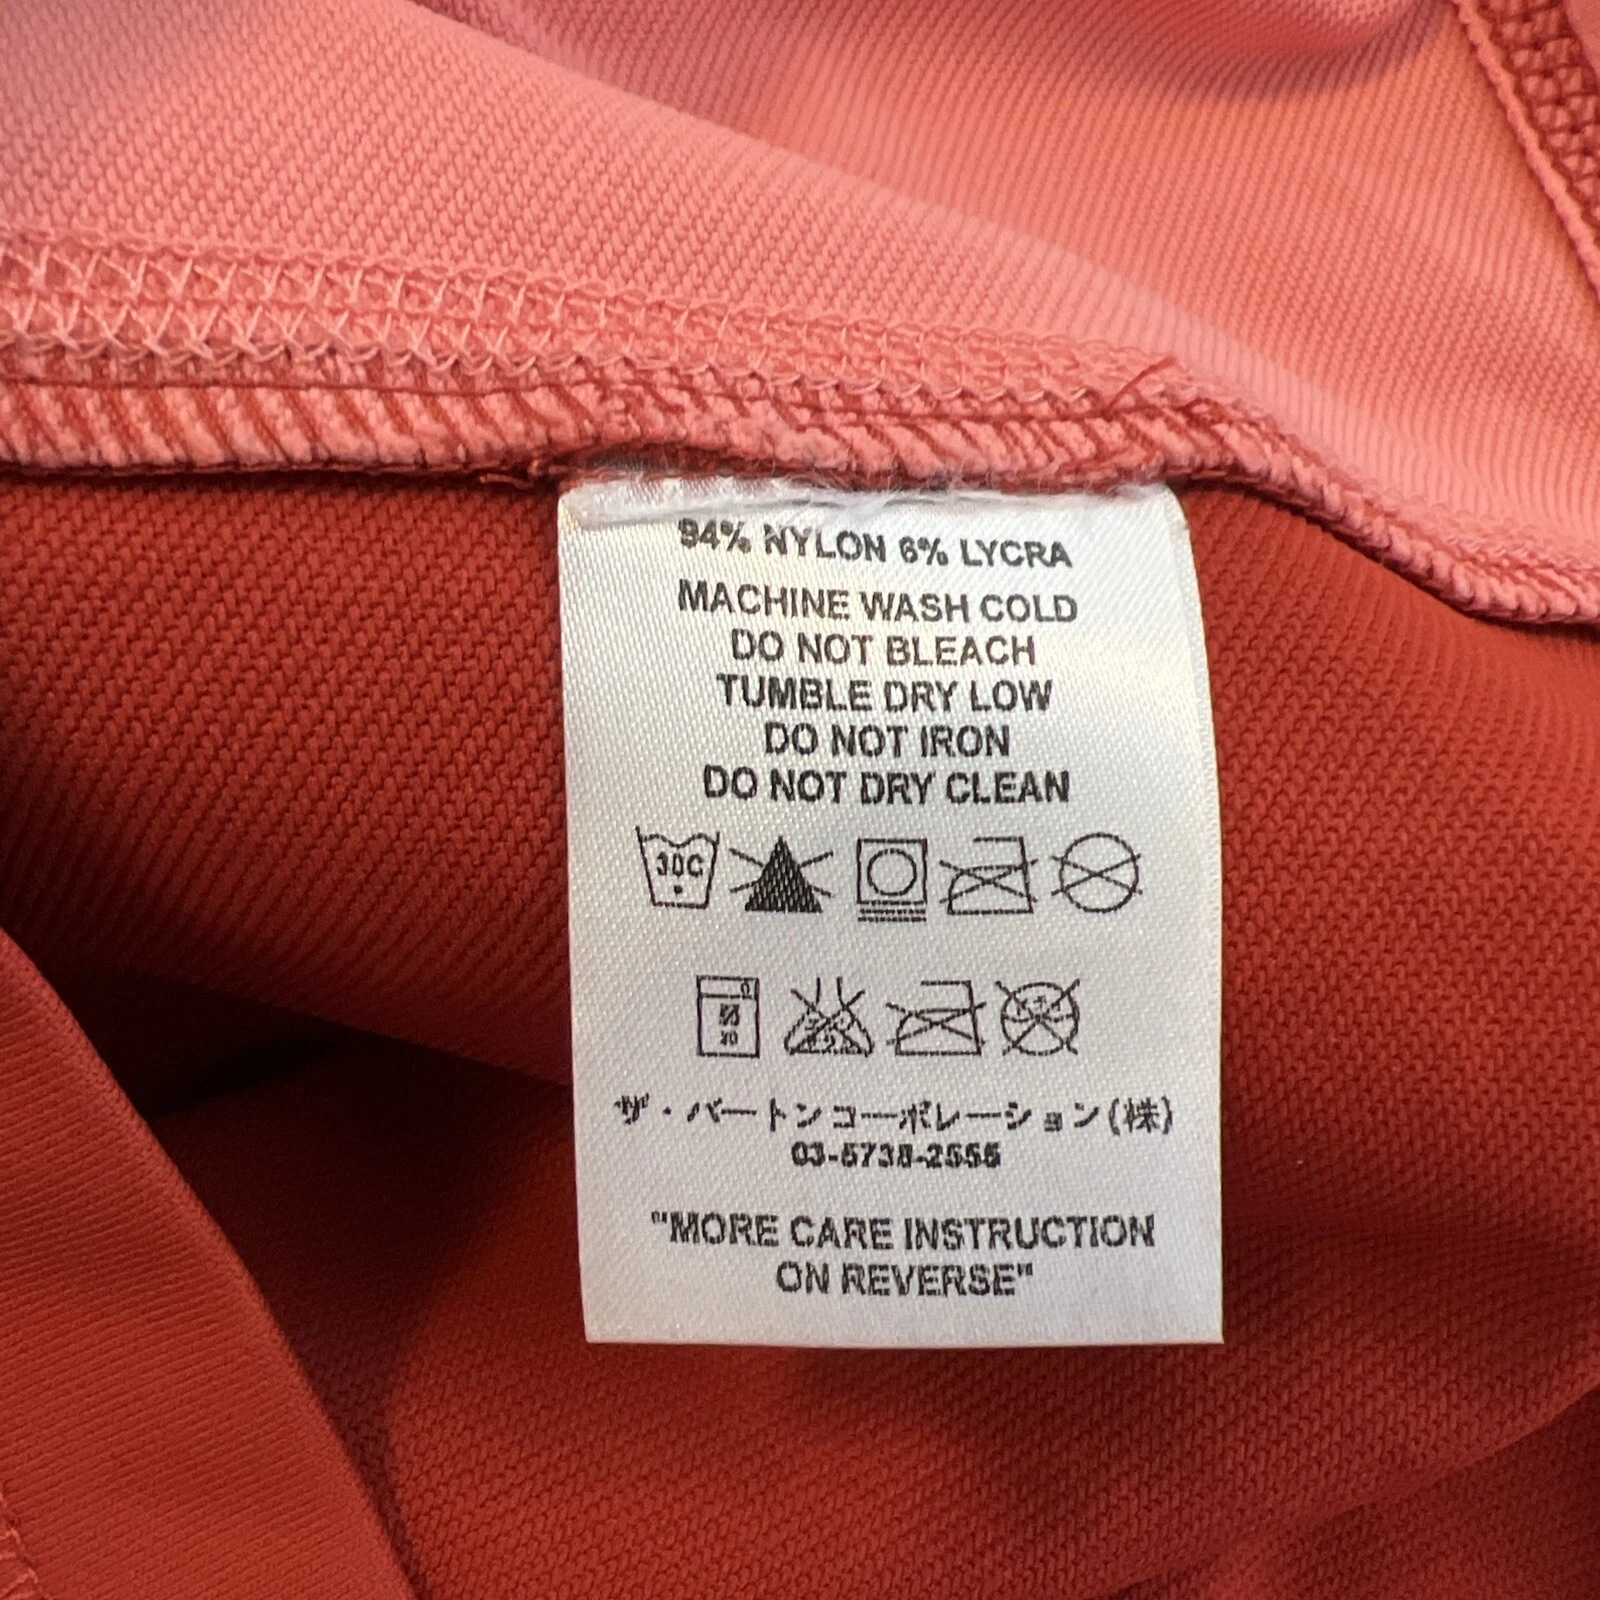 94% NYLON 6% LYCRA
MACHINE WASH COLD
DO NOT BLEACH
TUMBLE DRY LOW
DO NOT IRON
DO NOT DRY CLEAN
30C
ザ・バートンコーポレーション(株)
03-5738-2555
"MORE CARE INSTRUCTION
ON REVERSE"